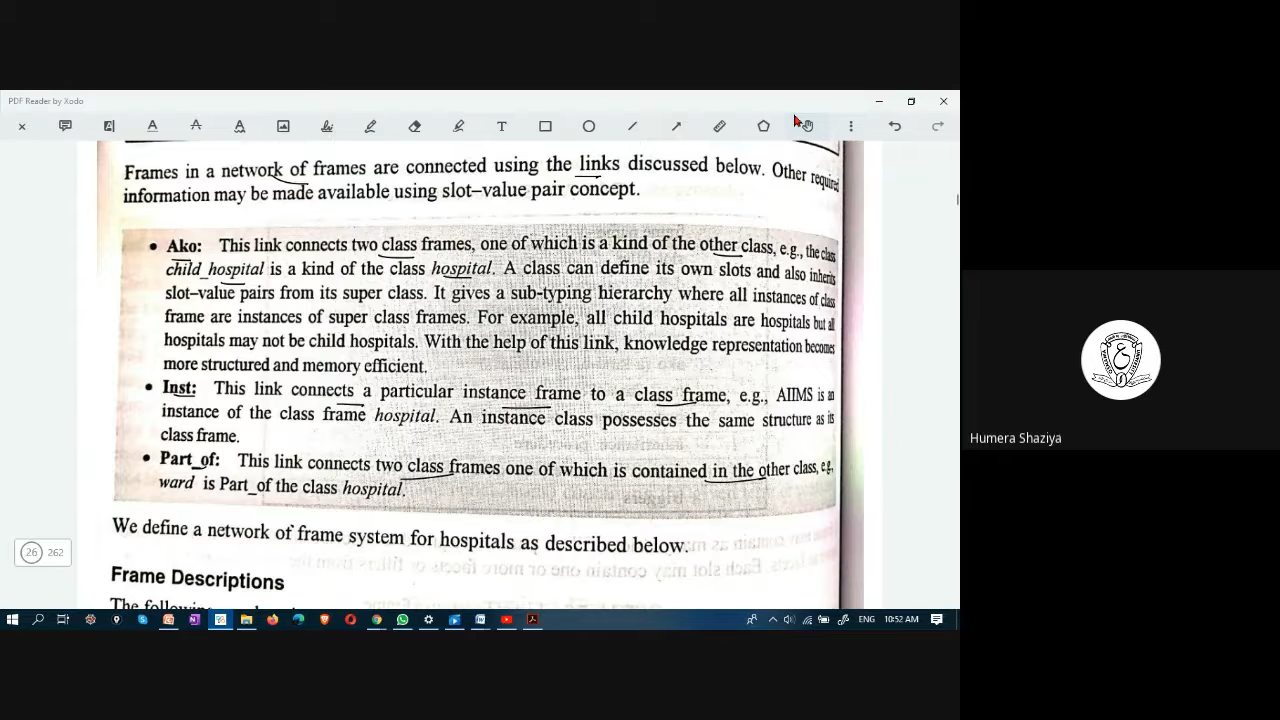 PDF Reader by Xodo
Frames in a network of frames are connected using the links discussed below. Other required
information may be made available using slot–value pair concept.
• Ako: This link connects two class frames, one of which is a kind of the other class, e.g., the class
child_hospital is a kind of the class hospital. A class can define its own slots and also inherits
slot–value pairs from its super class. It gives a sub-typing hierarchy where all instances of class
frame are instances of super class frames. For example, all child hospitals are hospitals but all
hospitals may not be child hospitals. With the help of this link, knowledge representation becomes
more structured and memory efficient.
• Inst: This link connects a particular instance frame to a class frame, e.g., AIIMS is an
instance of the class frame hospital. An instance class possesses the same structure as its
class frame.
• Part_of: This link connects two class frames one of which is contained in the other class, e.g.
ward is Part_of the class hospital.
We define a network of frame system for hospitals as described below.
Frame Descriptions
The following
26 262
ENG 10:52 AM
Humera Shaziya